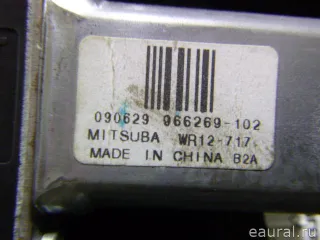 090629 066269-102
MITSUBA WR12-717
MADE IN CHINA B2A
eaural.ru